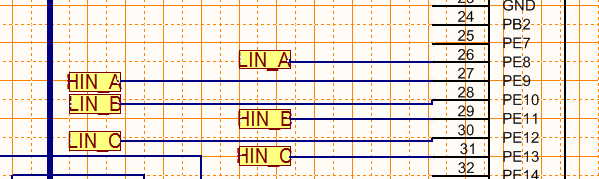 23 GND
24 PB2
25 PE7
LIN_A 26 PE8
HIN_A 27 PE9
LIN_B 28 PE10
HIN_B 29 PE11
LIN_C 30 PE12
HIN_C 31 PE13
32 PE14